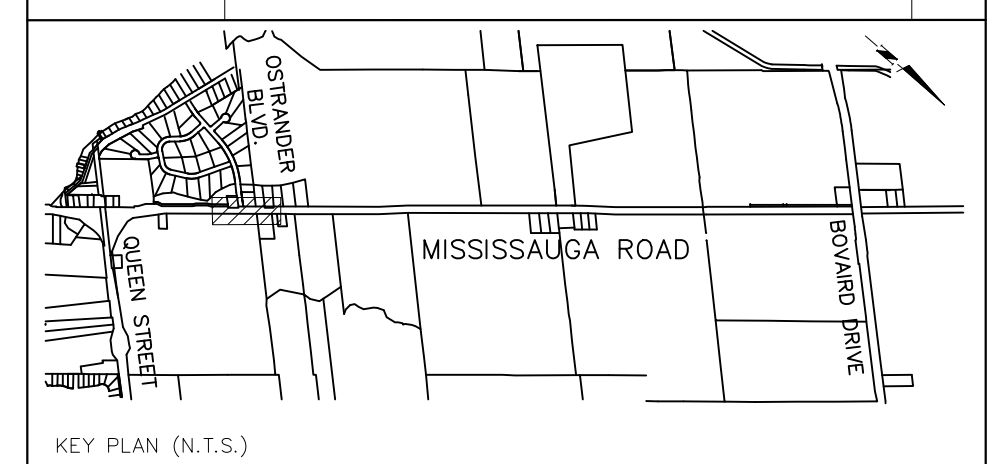 OSTRANDER
BLVD.
MISSISSAUGA ROAD
QUEEN STREET
BOVAIRD DRIVE
KEY PLAN (N.T.S.)